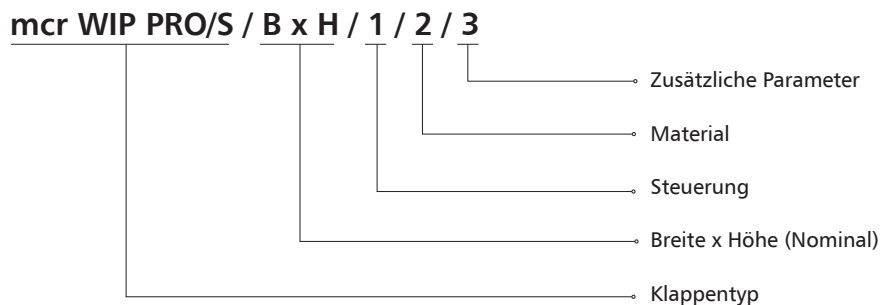 mcr WIP PRO/S / B x H / 1 / 2 / 3
Zusätzliche Parameter
Material
Steuerung
Breite x Höhe (Nominal)
Klappentyp